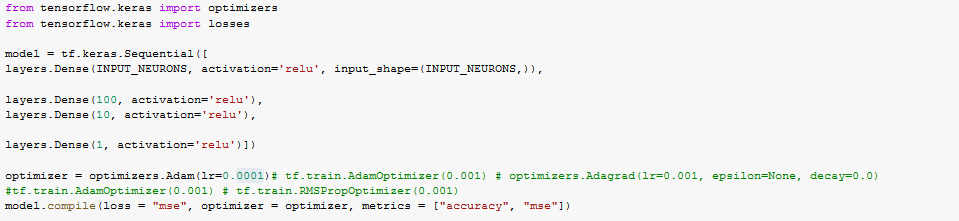 from tensorflow.keras import optimizers
from tensorflow.keras import losses
model = tf.keras.Sequential([
layers.Dense(INPUT_NEURONS, activation='relu', input_shape=(INPUT_NEURONS,)),
layers.Dense(100, activation='relu'),
layers.Dense(10, activation='relu'),
layers.Dense(1, activation='relu')])
optimizer = optimizers.Adam(lr=0.0001)# tf.train.AdamOptimizer(0.001) # optimizers.Adagrad(lr=0.001, epsilon=None, decay=0.0)
#tf.train.AdamOptimizer(0.001) # tf.train.RMSPropOptimizer(0.001)
model.compile(loss = "mse", optimizer = optimizer, metrics = ["accuracy", "mse"])